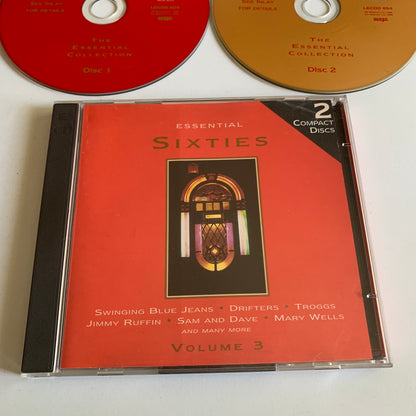 See Inlay
For Details
The
Essential
Collection
Disc 1
See Inlay
For Details
The
Essential
Collection
Disc 2
Essential
Sixties
2
Compact
Discs
Swinging Blue Jeans • Drifters • Troggs
Jimmy Ruffin • Sam and Dave • Mary Wells
and many more
Volume 3